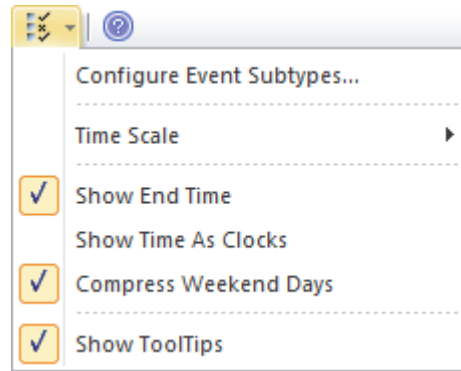 Configure Event Subtypes...
Time Scale
Show End Time
Show Time As Clocks
Compress Weekend Days
Show ToolTips